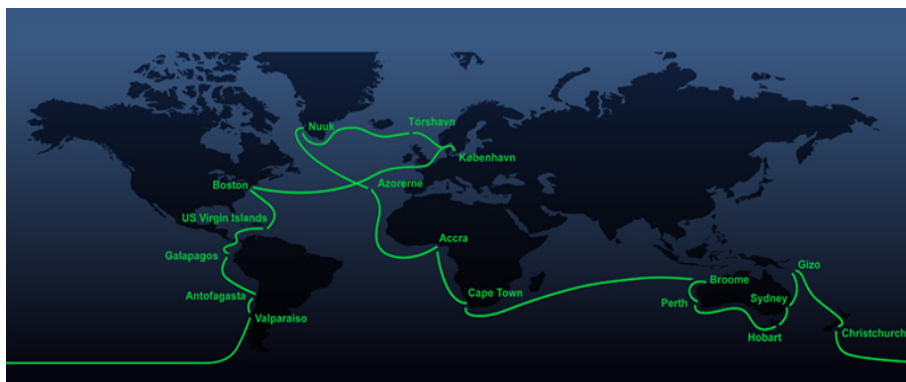 Nuuk
Tórshavn
København
Boston
Azorerne
US Virgin Islands
Accra
Galapagos
Gizo
Broome
Antofagasta
Cape Town
Perth
Sydney
Valparaiso
Hobart
Christchurch